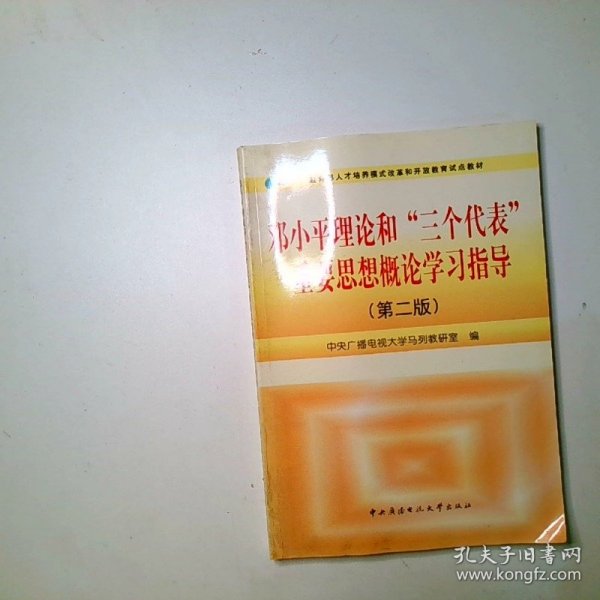 人才培养模式改革和开放教育试点教材
邓小平理论和“三个代表”
重要思想概论学习指导
（第二版）
中央广播电视大学马列教研室 编
中央广播电视大学出版社
孔夫子旧书网
www.kongfz.com